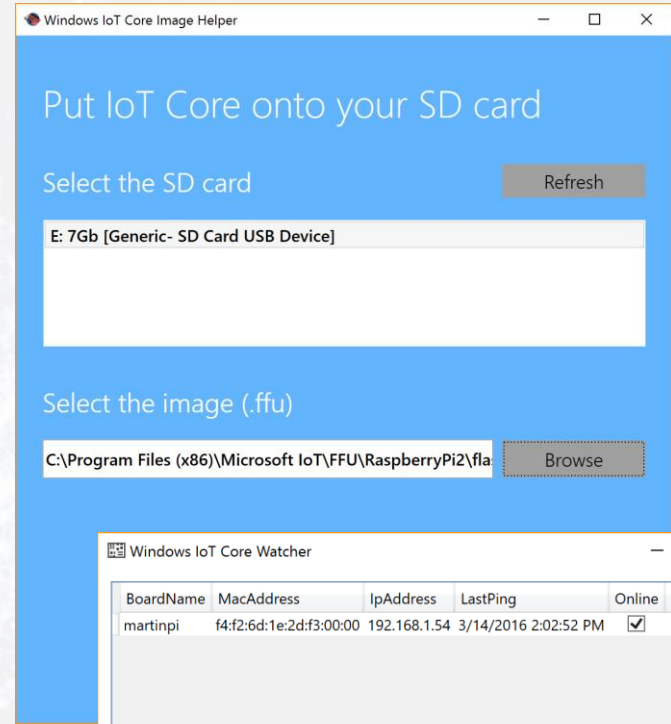 Windows IoT Core Image Helper
Put IoT Core onto your SD card
Select the SD card
Refresh
E: 7Gb [Generic- SD Card USB Device]
Select the image (.ffu)
C:\Program Files (x86)\Microsoft IoT\FFU\RaspberryPi2\fla
Browse
Windows IoT Core Watcher
BoardName MacAddress IpAddress LastPing Online
martinpi f4:f2:6d:1e:2d:f3:00:00 192.168.1.54 3/14/2016 2:02:52 PM